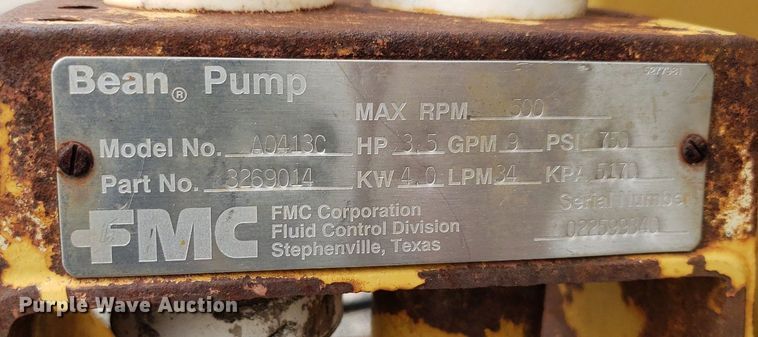 5277581
Bean® Pump
MAX RPM 500
Model No. A0413C HP 3.5 GPM 9 PSI 750
Part No. 3269014 KW 4.0 LPM 34 KPA 5170
FMC
FMC Corporation
Fluid Control Division
Stephenville, Texas
Serial Number
Purple Wave Auction